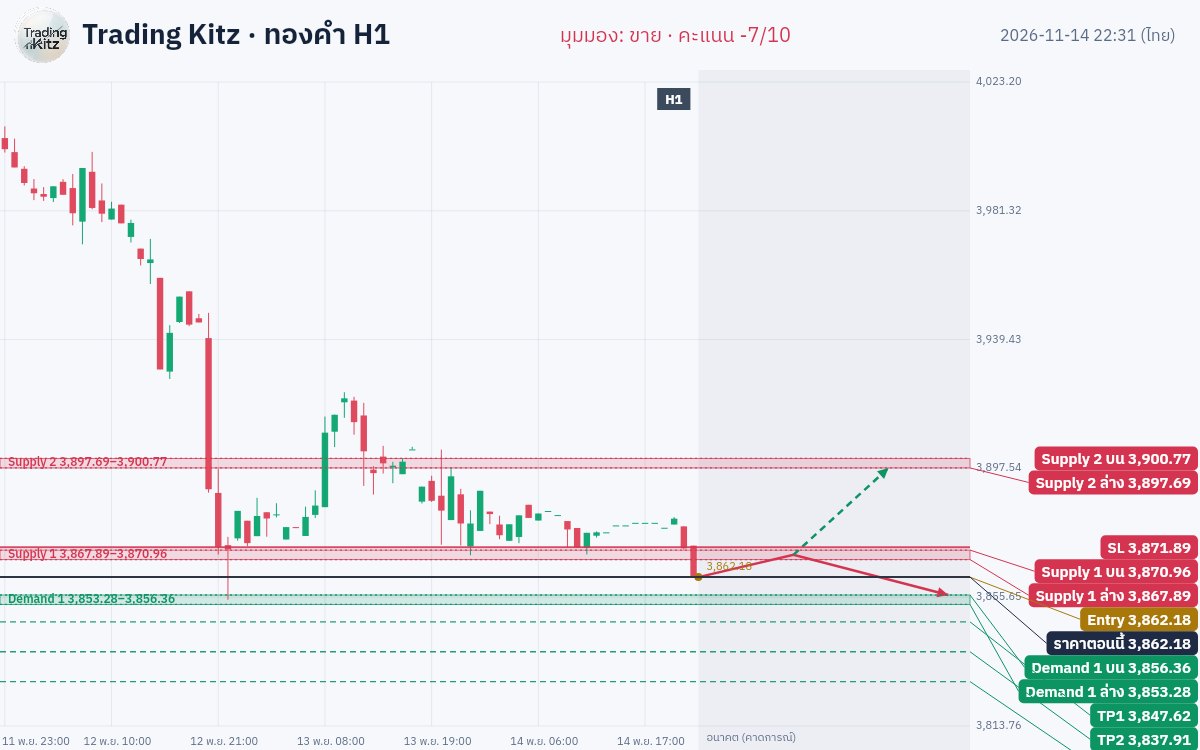 Trading
Kitz
Trading Kitz · ทองคำ H1
มุมมอง: ขาย · คะแนน -7/10
2026-11-14 22:31 (ไทย)
H1
4,023.20
3,981.32
3,939.43
3,897.54
3,855.65
3,813.76
Supply 2 3,897.69–3,900.77
Supply 1 3,867.89–3,870.96
3,862.18
Demand 1 3,853.28–3,856.36
Supply 2 บน 3,900.77
Supply 2 ล่าง 3,897.69
SL 3,871.89
Supply 1 บน 3,870.96
Supply 1 ล่าง 3,867.89
Entry 3,862.18
ราคาตอนนี้ 3,862.18
Demand 1 บน 3,856.36
Demand 1 ล่าง 3,853.28
TP1 3,847.62
TP2 3,837.91
11 พ.ย. 23:00
12 พ.ย. 10:00
12 พ.ย. 21:00
13 พ.ย. 08:00
13 พ.ย. 19:00
14 พ.ย. 06:00
14 พ.ย. 17:00
อนาคต (คาดการณ์)